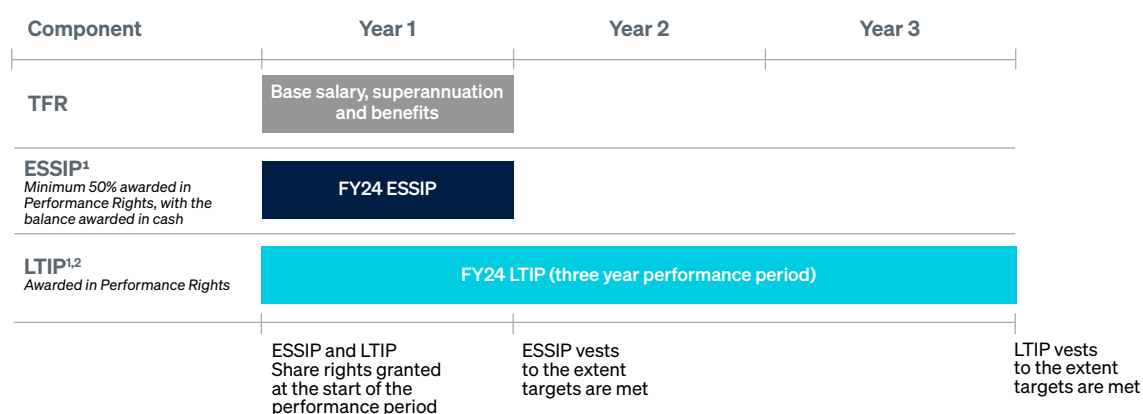 Component
Year 1
Year 2
Year 3
TFR
Base salary, superannuation
and benefits
ESSIP¹
Minimum 50% awarded in
Performance Rights, with the
balance awarded in cash
FY24 ESSIP
LTIP¹,²
Awarded in Performance Rights
FY24 LTIP (three year performance period)
ESSIP and LTIP
Share rights granted
at the start of the
performance period
ESSIP vests
to the extent
targets are met
LTIP vests
to the extent
targets are met